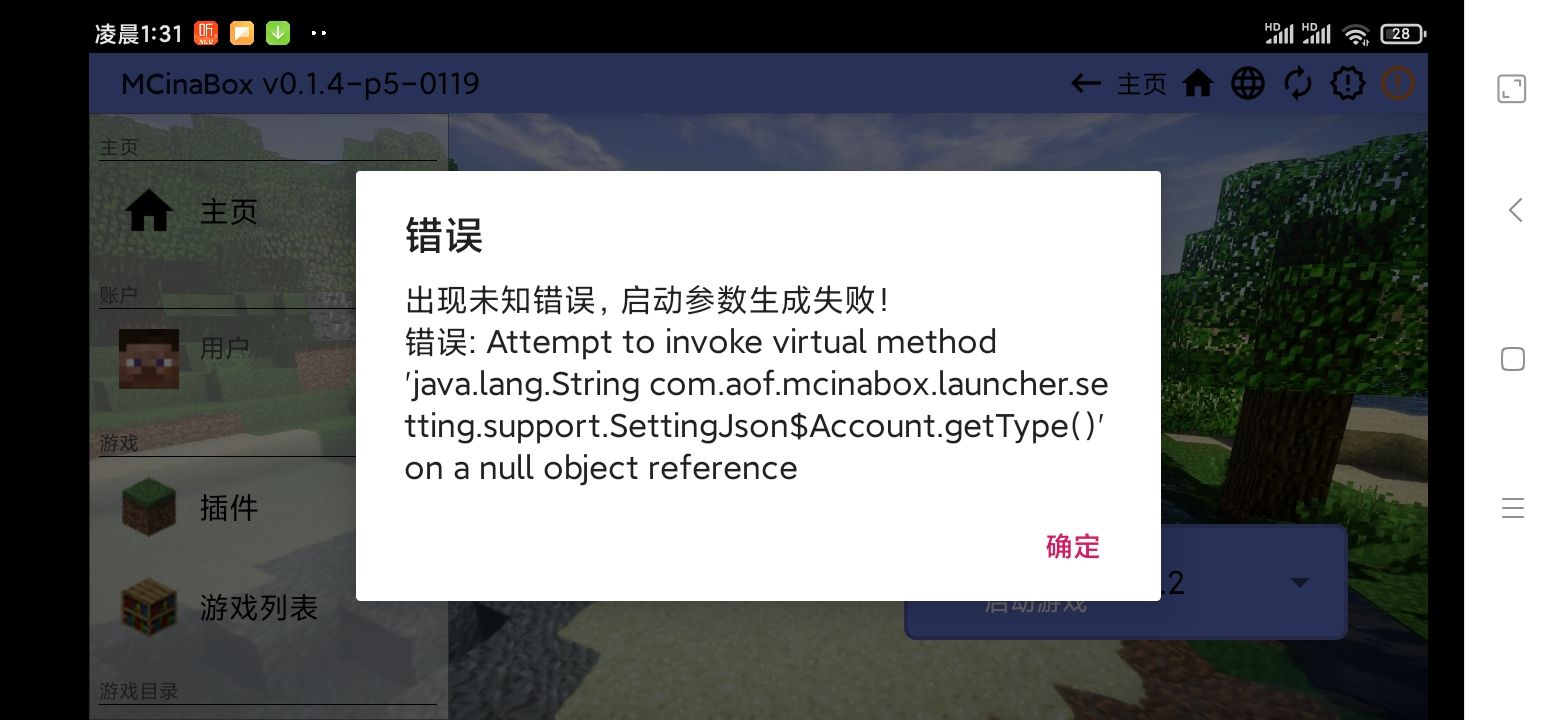 凌晨1:31
听
HD
HD
28
MCinaBox v0.1.4-p5-0119
主页
主页
主页
账户
用户
游戏
插件
游戏列表
游戏目录
错误
出现未知错误, 启动参数生成失败!
错误: Attempt to invoke virtual method
'java.lang.String com.aof.mcinabox.launcher.se
tting.support.SettingJson$Account.getType()'
on a null object reference
确定
.2
启动游戏